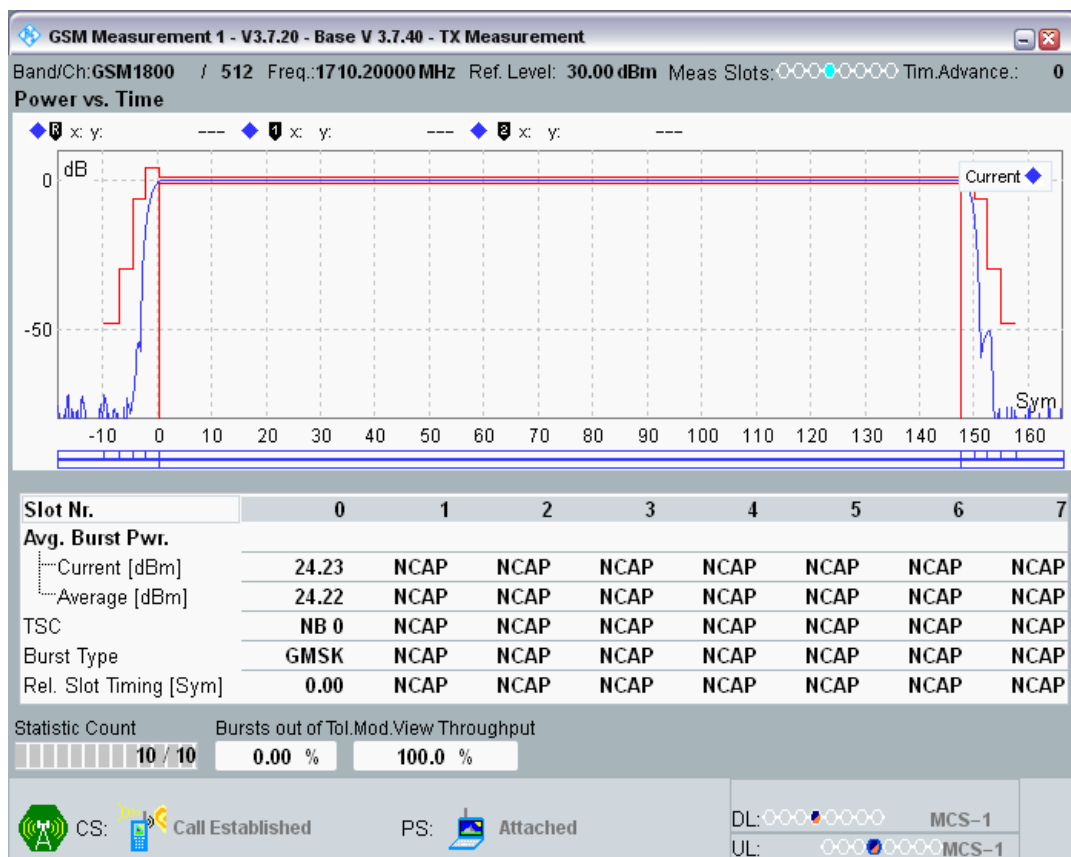 GSM Measurement 1 - V3.7.20 - Base V 3.7.40 - TX Measurement
Band/Ch:GSM1800 / 512 Freq.:1710.20000 MHz Ref. Level: 30.00 dBm Meas Slots: Tim.Advance.: 0
Power vs. Time
R x: y: --- 1 x: y: --- 2 x: y: ---
dB
Current
0
-50
Sym
-10 0 10 20 30 40 50 60 70 80 90 100 110 120 130 140 150 160
Slot Nr. 0 1 2 3 4 5 6 7
Avg. Burst Pwr.
Current [dBm] 24.23 NCAP NCAP NCAP NCAP NCAP NCAP NCAP
Average [dBm] 24.22 NCAP NCAP NCAP NCAP NCAP NCAP NCAP
TSC NB 0 NCAP NCAP NCAP NCAP NCAP NCAP NCAP
Burst Type GMSK NCAP NCAP NCAP NCAP NCAP NCAP NCAP
Rel. Slot Timing [Sym] 0.00 NCAP NCAP NCAP NCAP NCAP NCAP NCAP
Statistic Count Bursts out of Tol.Mod.View Throughput
10 / 10 0.00 % 100.0 %
CS: Call Established PS: Attached
DL: MCS-1
UL: MCS-1